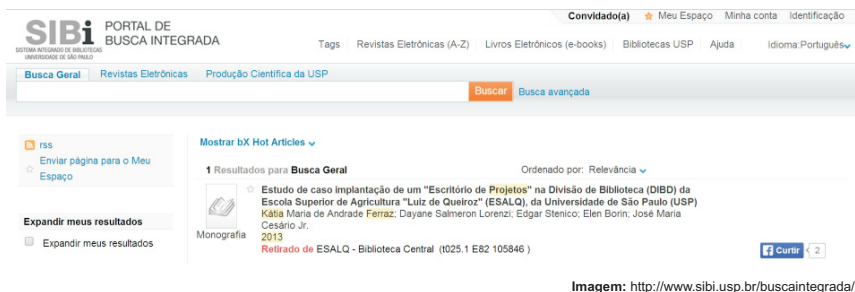 Convidado(a) Meu Espaço Minha conta Identificação
SIBi PORTAL DE BUSCA INTEGRADA
SISTEMA INTEGRADO DE BIBLIOTECAS
UNIVERSIDADE DE SÃO PAULO
Tags Revistas Eletrônicas (A-Z) Livros Eletrônicos (e-books) Bibliotecas USP Ajuda Idioma:Português
Busca Geral Revistas Eletrônicas Produção Científica da USP
Buscar Busca avançada
rss
Enviar página para o Meu
Espaço
Expandir meus resultados
Expandir meus resultados
Mostrar bX Hot Articles
1 Resultados para Busca Geral Ordenado por: Relevância
Monografia
Estudo de caso implantação de um "Escritório de Projetos" na Divisão de Biblioteca (DIBD) da
Escola Superior de Agricultura "Luiz de Queiroz" (ESALQ), da Universidade de São Paulo (USP)
Kátia Maria de Andrade Ferraz; Dayane Salmeron Lorenzi; Edgar Stenico; Elen Borin; José Maria
Cesário Jr.
2013
Retirado de ESALQ - Biblioteca Central (t025.1 E82 105846 )
Curtir 2
Imagem: http://www.sibi.usp.br/buscaintegrada/